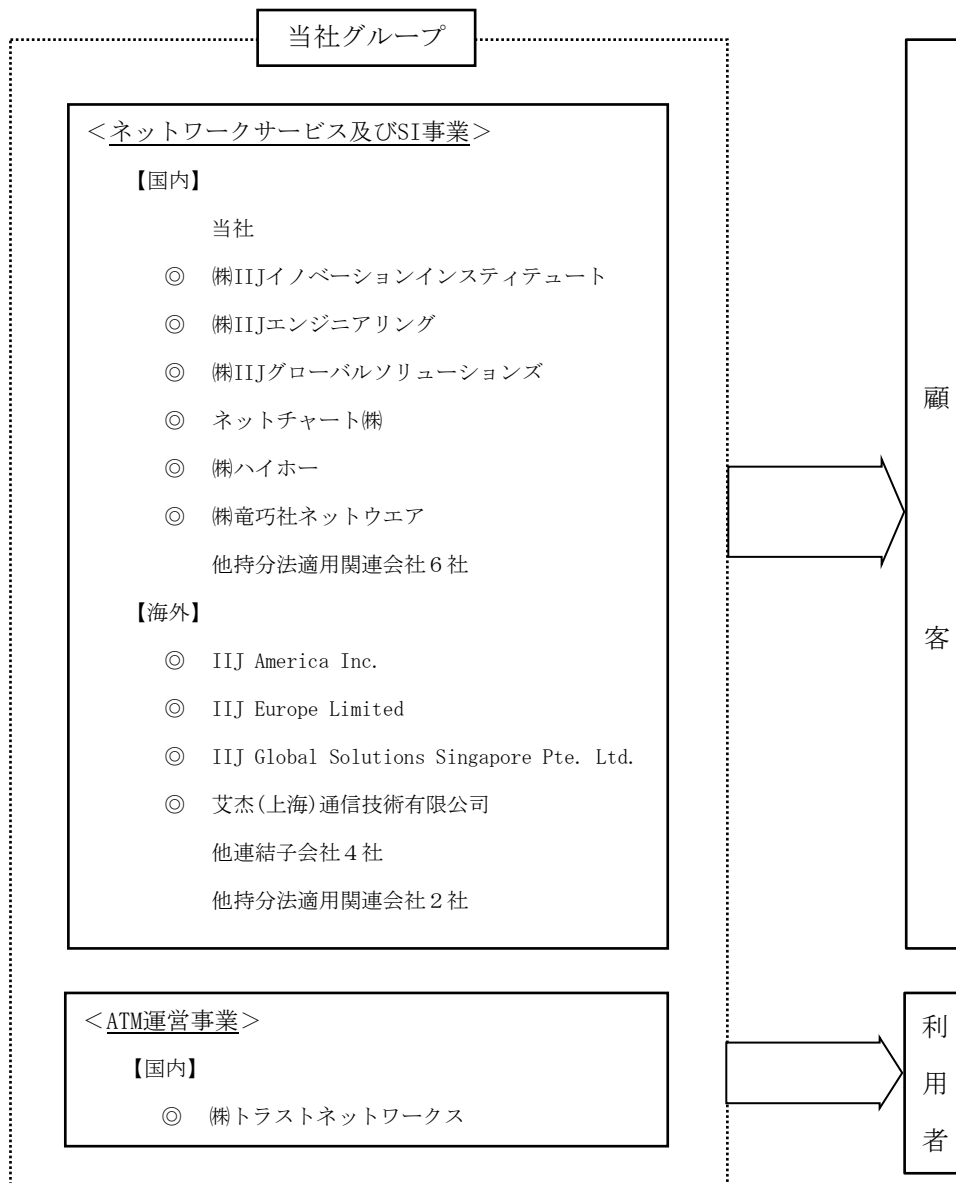 当社グループ
＜ネットワークサービス及びSI事業＞
【国内】
当社
◎ ㈱IIJイノベーションインスティテュート
◎ ㈱IIJエンジニアリング
◎ ㈱IIJグローバルソリューションズ
◎ ネットチャート㈱
◎ ㈱ハイホー
◎ ㈱竜巧社ネットウエア
他持分法適用関連会社６社
【海外】
◎ IIJ America Inc.
◎ IIJ Europe Limited
◎ IIJ Global Solutions Singapore Pte. Ltd.
◎ 艾杰(上海)通信技術有限公司
他連結子会社４社
他持分法適用関連会社２社
顧客
＜ATM運営事業＞
【国内】
◎ ㈱トラストネットワークス
利用者